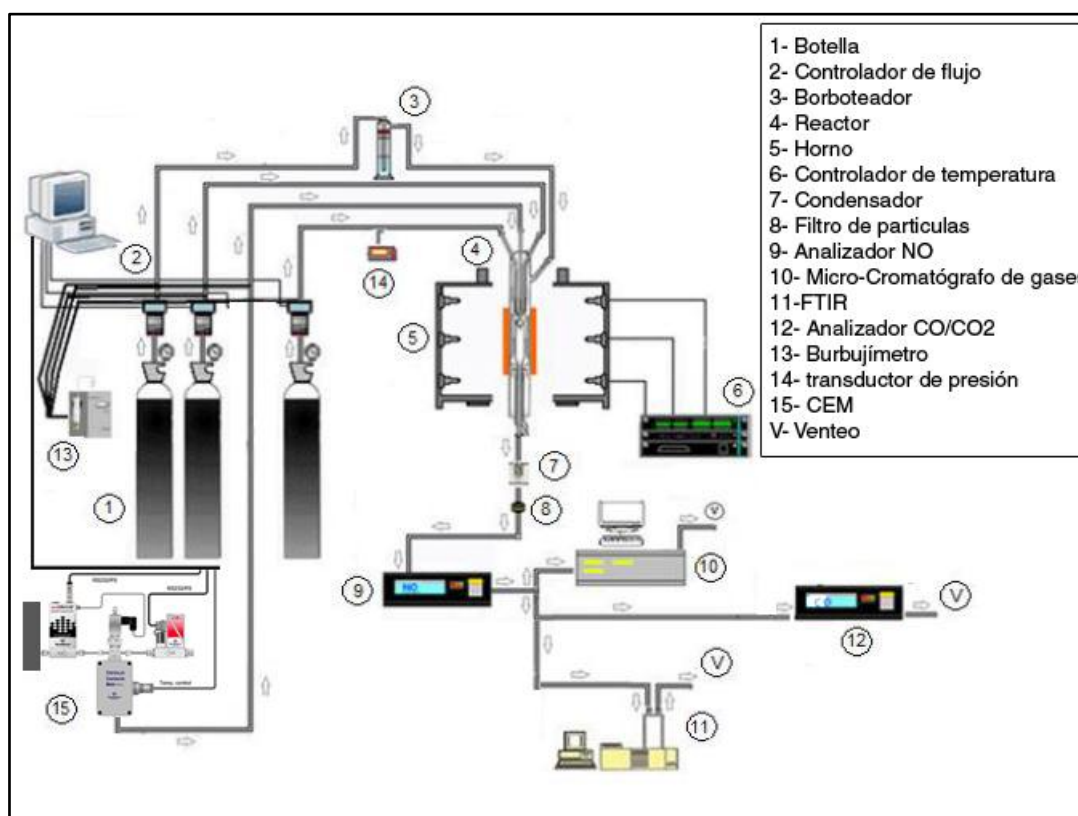 1- Botella
2- Controlador de flujo
3- Borboteador
4- Reactor
5- Horno
6- Controlador de temperatura
7- Condensador
8- Filtro de particulas
9- Analizador NO
10- Micro-Cromatógrafo de gases
11-FTIR
12- Analizador CO/CO2
13- Burbujímetro
14- transductor de presión
15- CEM
V- Venteo
3
2
4
14
5
6
13
7
1
8
V
NO
9
10
C O
V
12
V
15
Temp. control
11